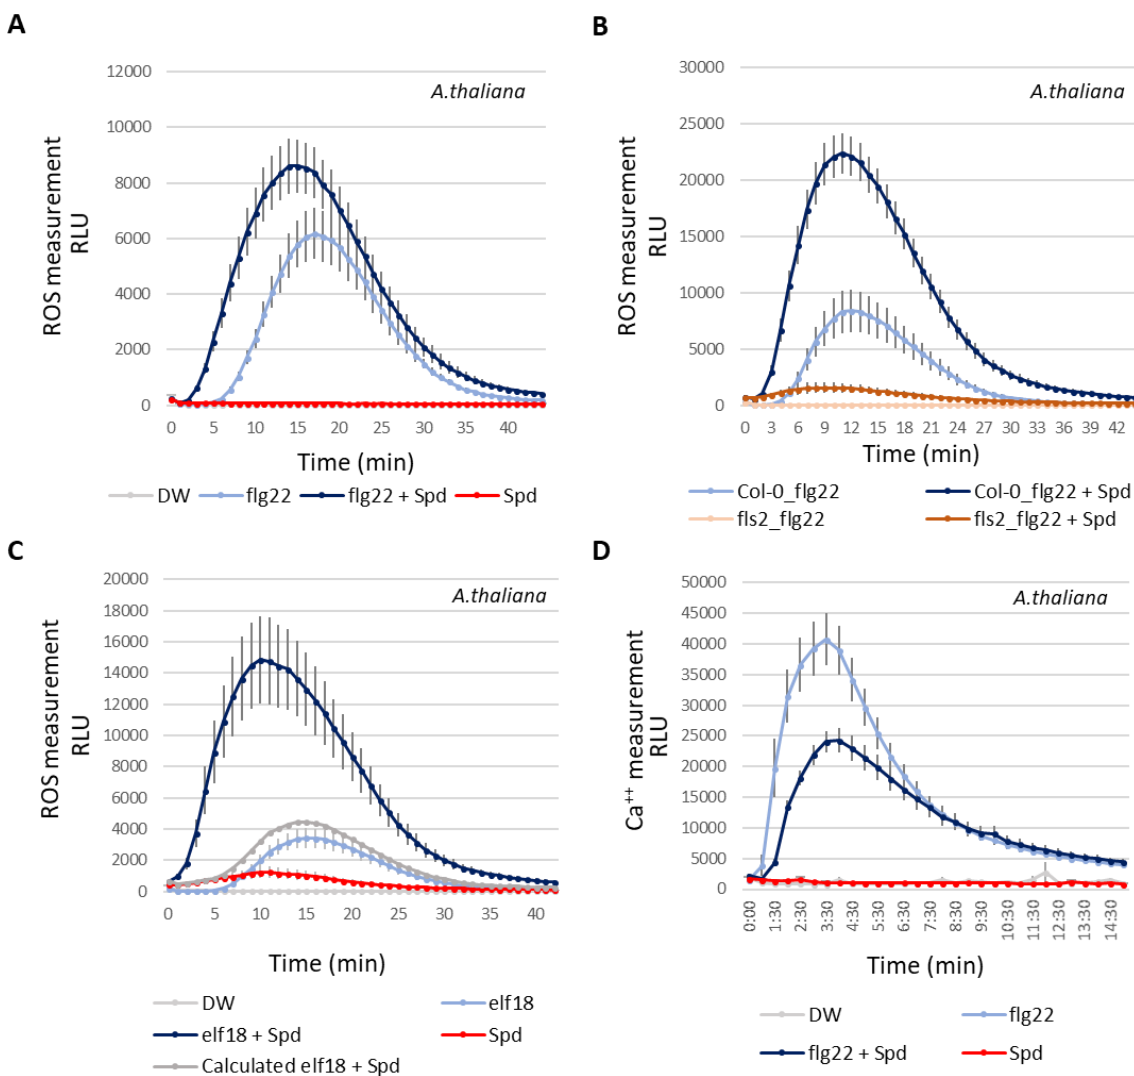 A
A.thaliana
12000
10000
8000
6000
4000
2000
0
ROS measurement
RLU
0 5 10 15 20 25 30 35 40
Time (min)
DW flg22 flg22 + Spd Spd
B
A.thaliana
30000
25000
20000
15000
10000
5000
0
ROS measurement
RLU
0 3 6 9 12 15 18 21 24 27 30 33 36 39 42
Time (min)
Col-0_flg22 Col-0_flg22 + Spd
fls2_flg22 fls2_flg22 + Spd
C
A.thaliana
20000
18000
16000
14000
12000
10000
8000
6000
4000
2000
0
ROS measurement
RLU
0 5 10 15 20 25 30 35 40
Time (min)
DW elf18
elf18 + Spd Spd
Calculated elf18 + Spd
D
A.thaliana
50000
45000
40000
35000
30000
25000
20000
15000
10000
5000
0
Ca++ measurement
RLU
0:00 1:30 2:30 3:30 4:30 5:30 6:30 7:30 8:30 9:30 10:30 11:30 12:30 13:30 14:30
Time (min)
DW flg22
flg22 + Spd Spd